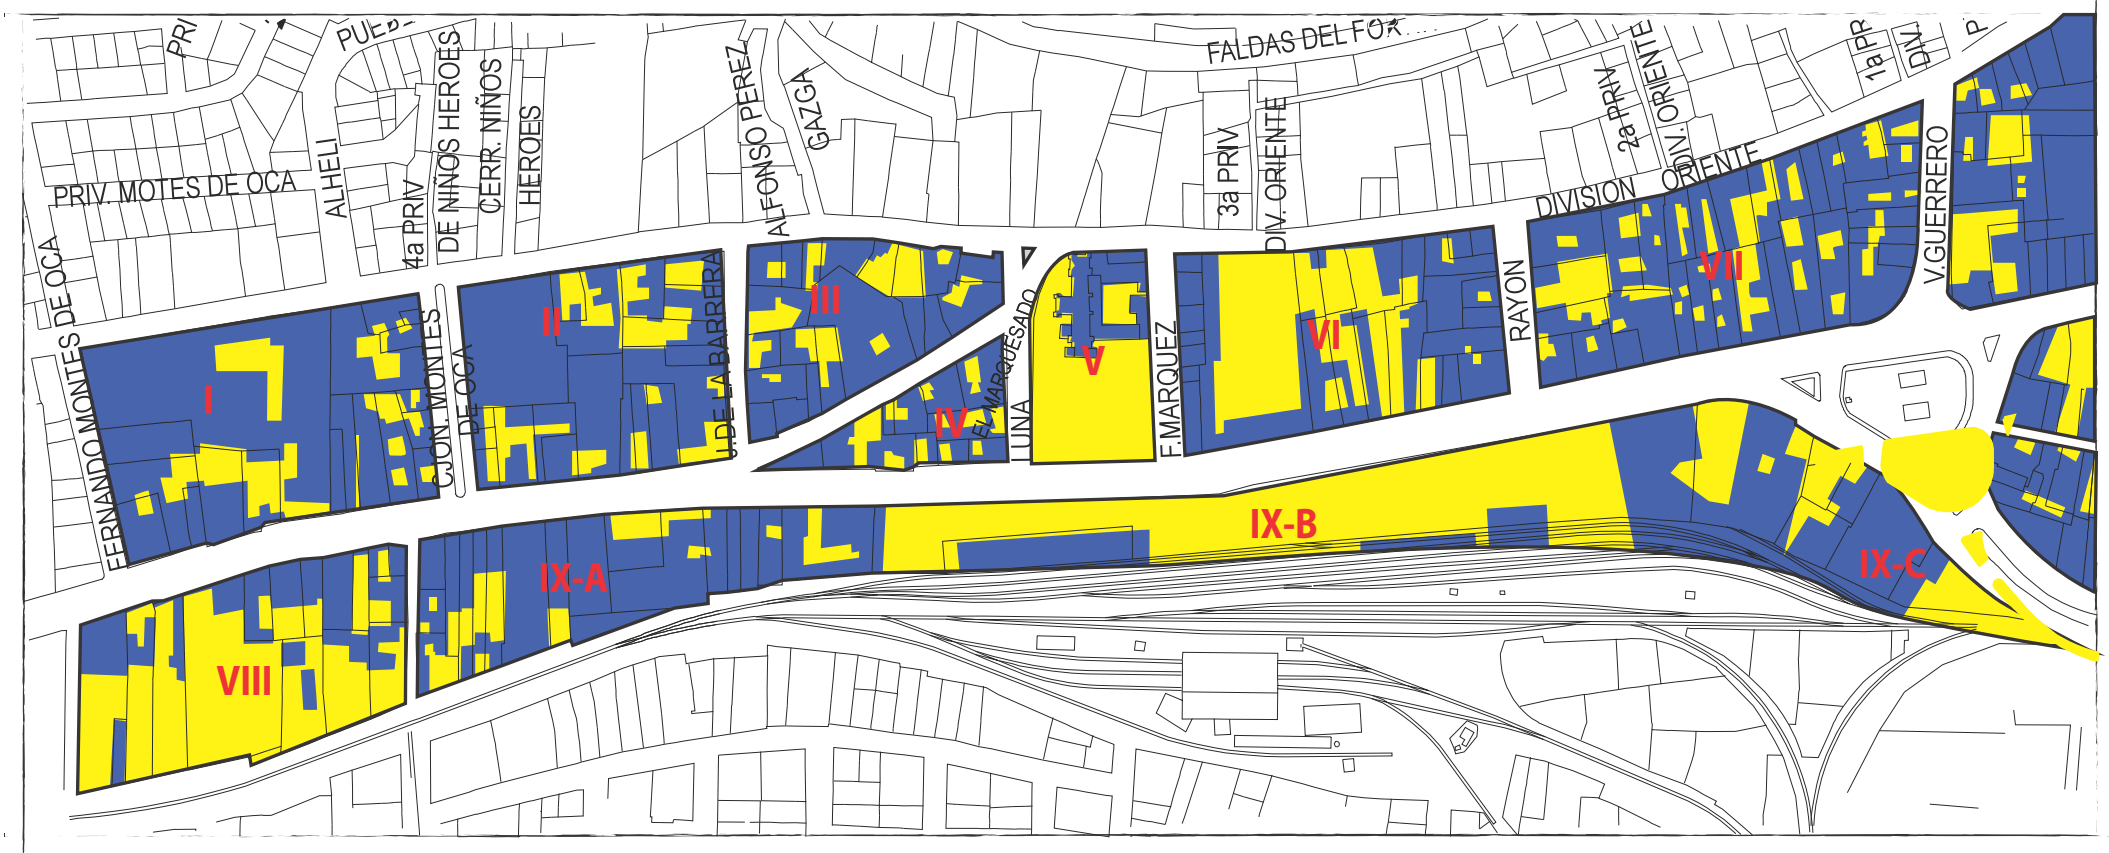 PRI
PUEB
FALDAS DEL FOX
1a PR
DIV.
P
2a PRIV
DIV. ORIENTE
ALHELI
4a PRIV
DE NIÑOS HEROES
CERR. NIÑOS
HEROES
ALFONSO PEREZ
GAZGA
3a PRIV
DIV. ORIENTE
PRIV. MOTES DE OCA
DIVISION ORIENTE
V.GUERRERO
FERNANDO MONTES DE OCA
CJON. MONTES
DE OCA
J.DE LA BARRERA
EL MARQUESADO
LUNA
F.MARQUEZ
RAYON
I
II
III
IV
V
VI
VII
VIII
IX-A
IX-B
IX-C